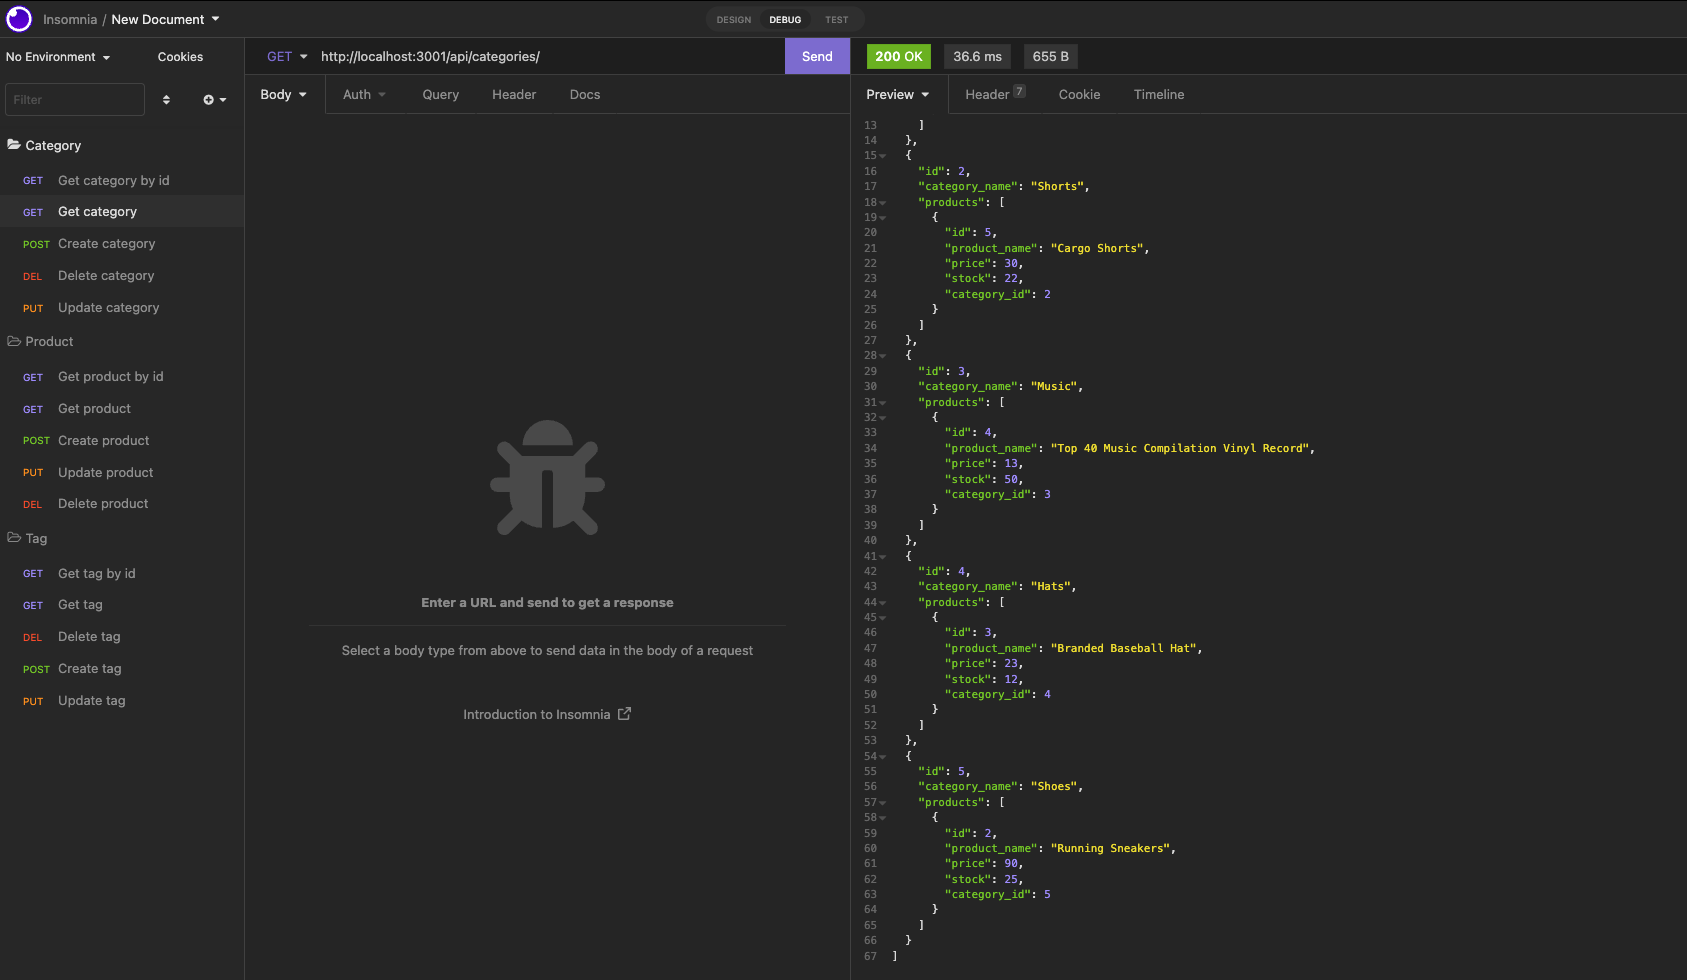 Insomnia / New Document
DESIGN DEBUG TEST
No Environment Cookies
GET http://localhost:3001/api/categories/ Send
200 OK 36.6 ms 655 B
Filter
Body Auth Query Header Docs
Preview Header 7 Cookie Timeline
Category
GET Get category by id
GET Get category
POST Create category
DEL Delete category
PUT Update category
Product
GET Get product by id
GET Get product
POST Create product
PUT Update product
DEL Delete product
Tag
GET Get tag by id
GET Get tag
DEL Delete tag
POST Create tag
PUT Update tag
Enter a URL and send to get a response
Select a body type from above to send data in the body of a request
Introduction to Insomnia
13 ]
14 },
15 {
16 "id": 2,
17 "category_name": "Shorts",
18 "products": [
19 {
20 "id": 5,
21 "product_name": "Cargo Shorts",
22 "price": 30,
23 "stock": 22,
24 "category_id": 2
25 }
26 ]
27 },
28 {
29 "id": 3,
30 "category_name": "Music",
31 "products": [
32 {
33 "id": 4,
34 "product_name": "Top 40 Music Compilation Vinyl Record",
35 "price": 13,
36 "stock": 50,
37 "category_id": 3
38 }
39 ]
40 },
41 {
42 "id": 4,
43 "category_name": "Hats",
44 "products": [
45 {
46 "id": 3,
47 "product_name": "Branded Baseball Hat",
48 "price": 23,
49 "stock": 12,
50 "category_id": 4
51 }
52 ]
53 },
54 {
55 "id": 5,
56 "category_name": "Shoes",
57 "products": [
58 {
59 "id": 2,
60 "product_name": "Running Sneakers",
61 "price": 90,
62 "stock": 25,
63 "category_id": 5
64 }
65 ]
66 }
67 ]